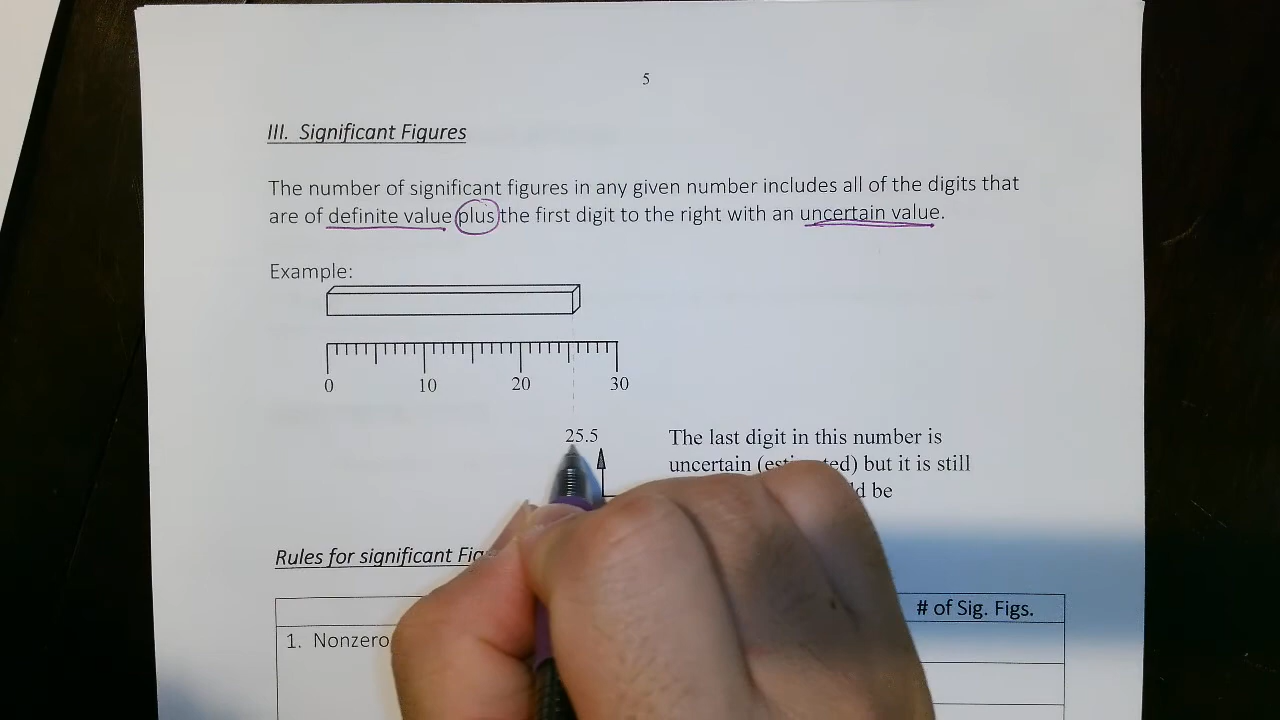 5
III. Significant Figures
The number of significant figures in any given number includes all of the digits that
are of definite value plus the first digit to the right with an uncertain value.
Example:
0 10 20 30
25.5
The last digit in this number is
uncertain but it is still
be
Rules for significant
# of Sig. Figs.
1. Nonzero